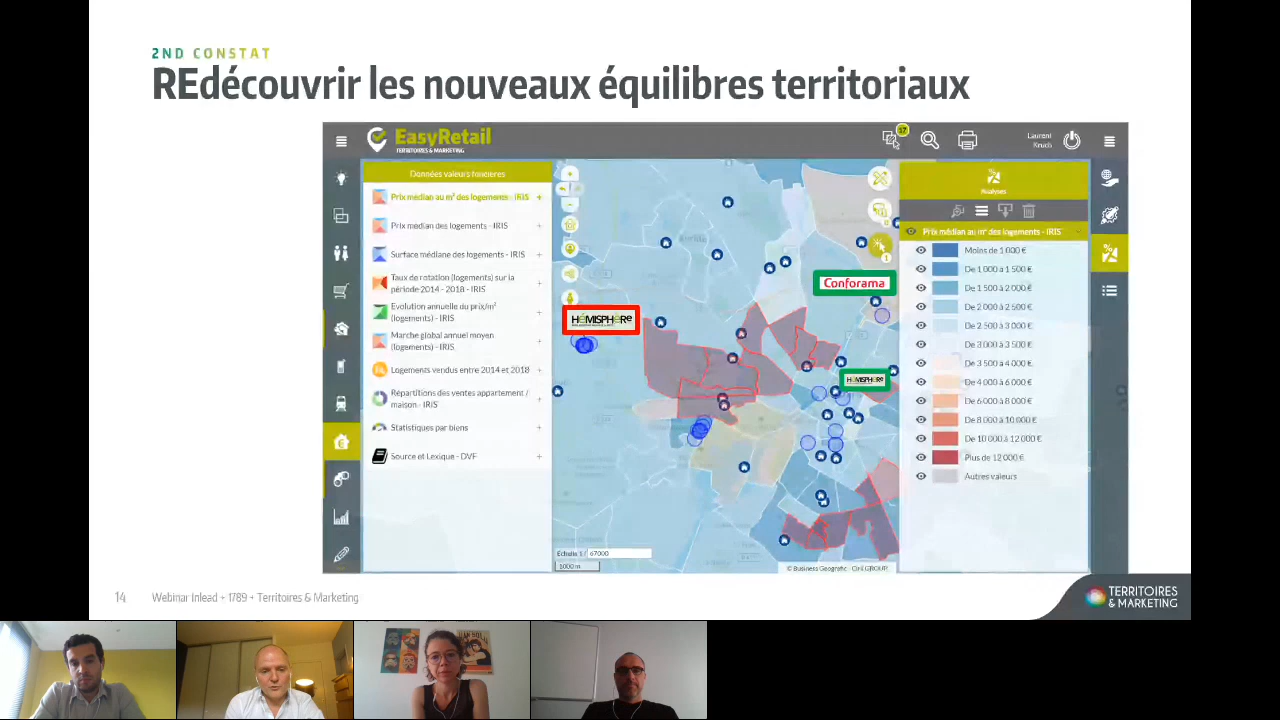 2ND CONSTAT
REdécouvrir les nouveaux équilibres territoriaux
EasyRetail
TERRITOIRES & MARKETING
17
Laurent
Kruch
Données valeurs foncières
Prix médian au m² des logements - IRIS
Prix médian des logements - IRIS
Surface médiane des logements - IRIS
Taux de rotation (logements) sur la
période 2014 - 2018 - IRIS
Evolution annuelle du prix/m²
(logements) - IRIS
Marche global annuel moyen
(logements) - IRIS
Logements vendus entre 2014 et 2018
Répartitions des ventes appartement /
maison - IRIS
Statistiques par biens
Source et Lexique - DVF
HéMISPHèRe
Conforama
HéMISPHèRe
Echelle 1 / 67000
1000 m
© Business Geografic - Ciril GROUP
Analyses
Prix médian au m² des logements - IRIS
Moins de 1 000 €
De 1 000 à 1 500 €
De 1 500 à 2 000 €
De 2 000 à 2 500 €
De 2 500 à 3 000 €
De 3 000 à 3 500 €
De 3 500 à 4 000 €
De 4 000 à 6 000 €
De 6 000 à 8 000 €
De 8 000 à 10 000 €
De 10 000 à 12 000 €
Plus de 12 000 €
Autres valeurs
14
Webinar Inlead + 1789 + Territoires & Marketing
TERRITOIRES
& MARKETING